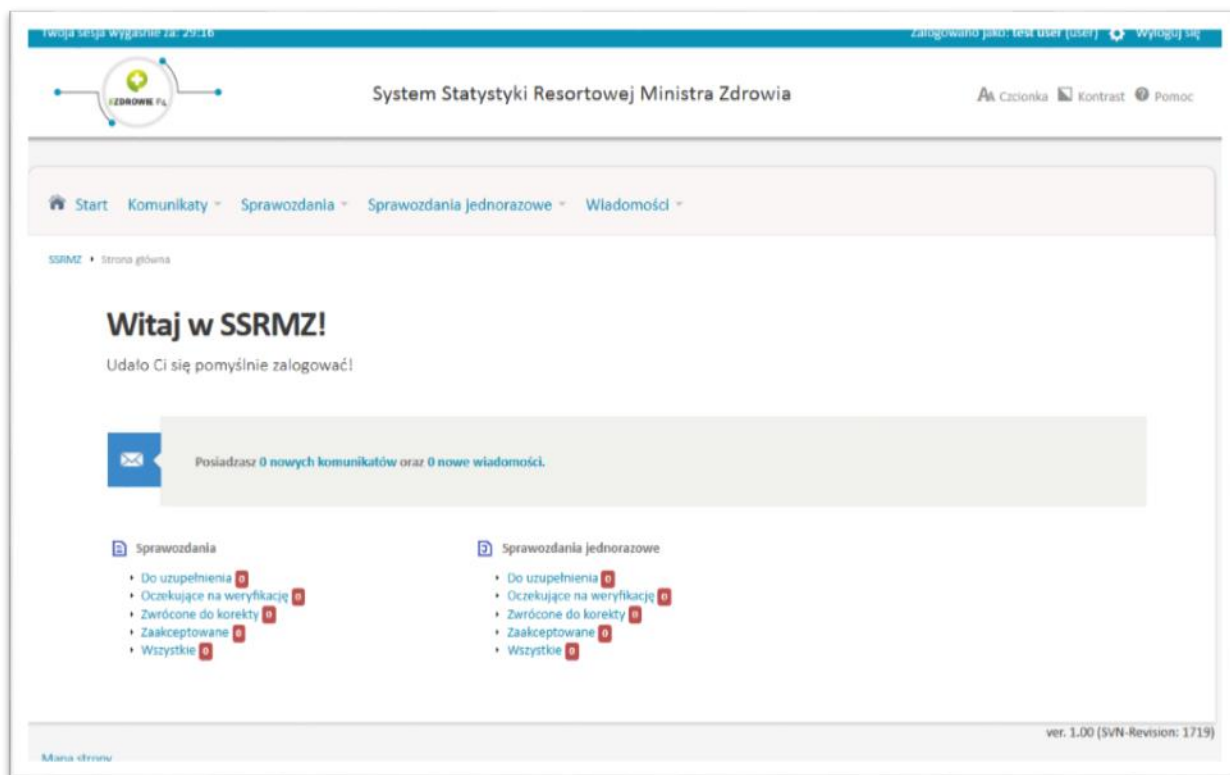 Twoja sesja wygaśnie za: 29:16 Zalogowano jako: test user (user) Wyloguj się
System Statystyki Resortowej Ministra Zdrowia Czcionka Kontrast Pomoc
Start Komunikaty Sprawozdania Sprawozdania jednorazowe Wiadomości
SSRMZ Strona główna
Witaj w SSRMZ!
Udało Ci się pomyślnie zalogować!
Posiadzasz 0 nowych komunikatów oraz 0 nowe wiadomości.
Sprawozdania Sprawozdania jednorazowe
Do uzupełnienia 0 Do uzupełnienia 0
Oczekujące na weryfikację 0 Oczekujące na weryfikację 0
Zwrócone do korekty 0 Zwrócone do korekty 0
Zaakceptowane 0 Zaakceptowane 0
Wszystkie 0 Wszystkie 0
ver. 1.00 (SVN-Revision: 1719)
Mapa strony